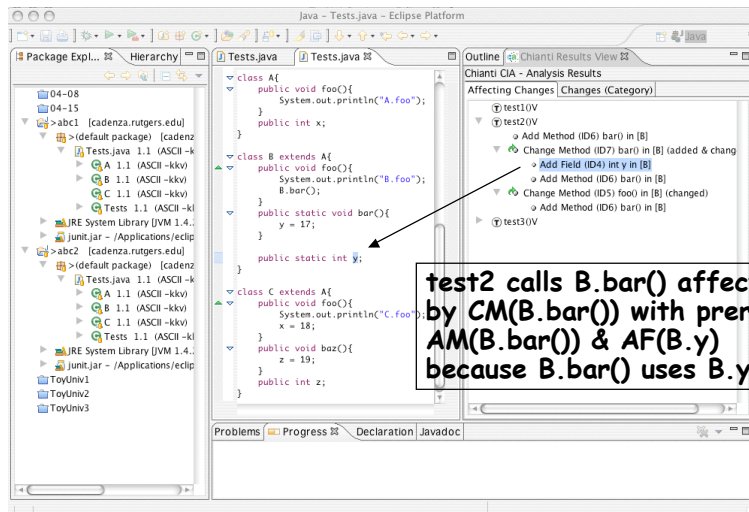 Java – Tests.java – Eclipse Platform
Java
Package Expl...
Hierarchy
04-08
04-15
>abc1 [cadenza.rutgers.edu]
>(default package) [cadenz
Tests.java 1.1 (ASCII -k
A 1.1 (ASCII -kkv)
B 1.1 (ASCII -kkv)
C 1.1 (ASCII -kkv)
Tests 1.1 (ASCII -kl
JRE System Library [JVM 1.4.
junit.jar – /Applications/eclip
>abc2 [cadenza.rutgers.edu]
>(default package) [cadenz
Tests.java 1.1 (ASCII -k
A 1.1 (ASCII -kkv)
B 1.1 (ASCII -kkv)
C 1.1 (ASCII -kkv)
Tests 1.1 (ASCII -kl
JRE System Library [JVM 1.4.
junit.jar – /Applications/eclip
ToyUniv1
ToyUniv2
ToyUniv3
Tests.java
Tests.java
class A{
public void foo(){
System.out.println("A.foo");
}
public int x;
}
class B extends A{
public void foo(){
System.out.println("B.foo");
B.bar();
}
public static void bar(){
y = 17;
}
public static int y;
}
class C extends A{
public void foo(){
System.out.println("C.foo");
x = 18;
}
public void baz(){
z = 19;
}
public int z;
}
Outline
Chianti Results View
Chianti CIA – Analysis Results
Affecting Changes
Changes (Category)
test1()V
test2()V
Add Method (ID6) bar() in [B]
Change Method (ID7) bar() in [B] (added & chang
Add Field (ID4) int y in [B]
Add Method (ID6) bar() in [B]
Change Method (ID5) foo() in [B] (changed)
Add Method (ID6) bar() in [B]
test3()V
test2 calls B.bar() affec
by CM(B.bar()) with prer
AM(B.bar()) & AF(B.y)
because B.bar() uses B.y
Problems
Progress
Declaration
Javadoc